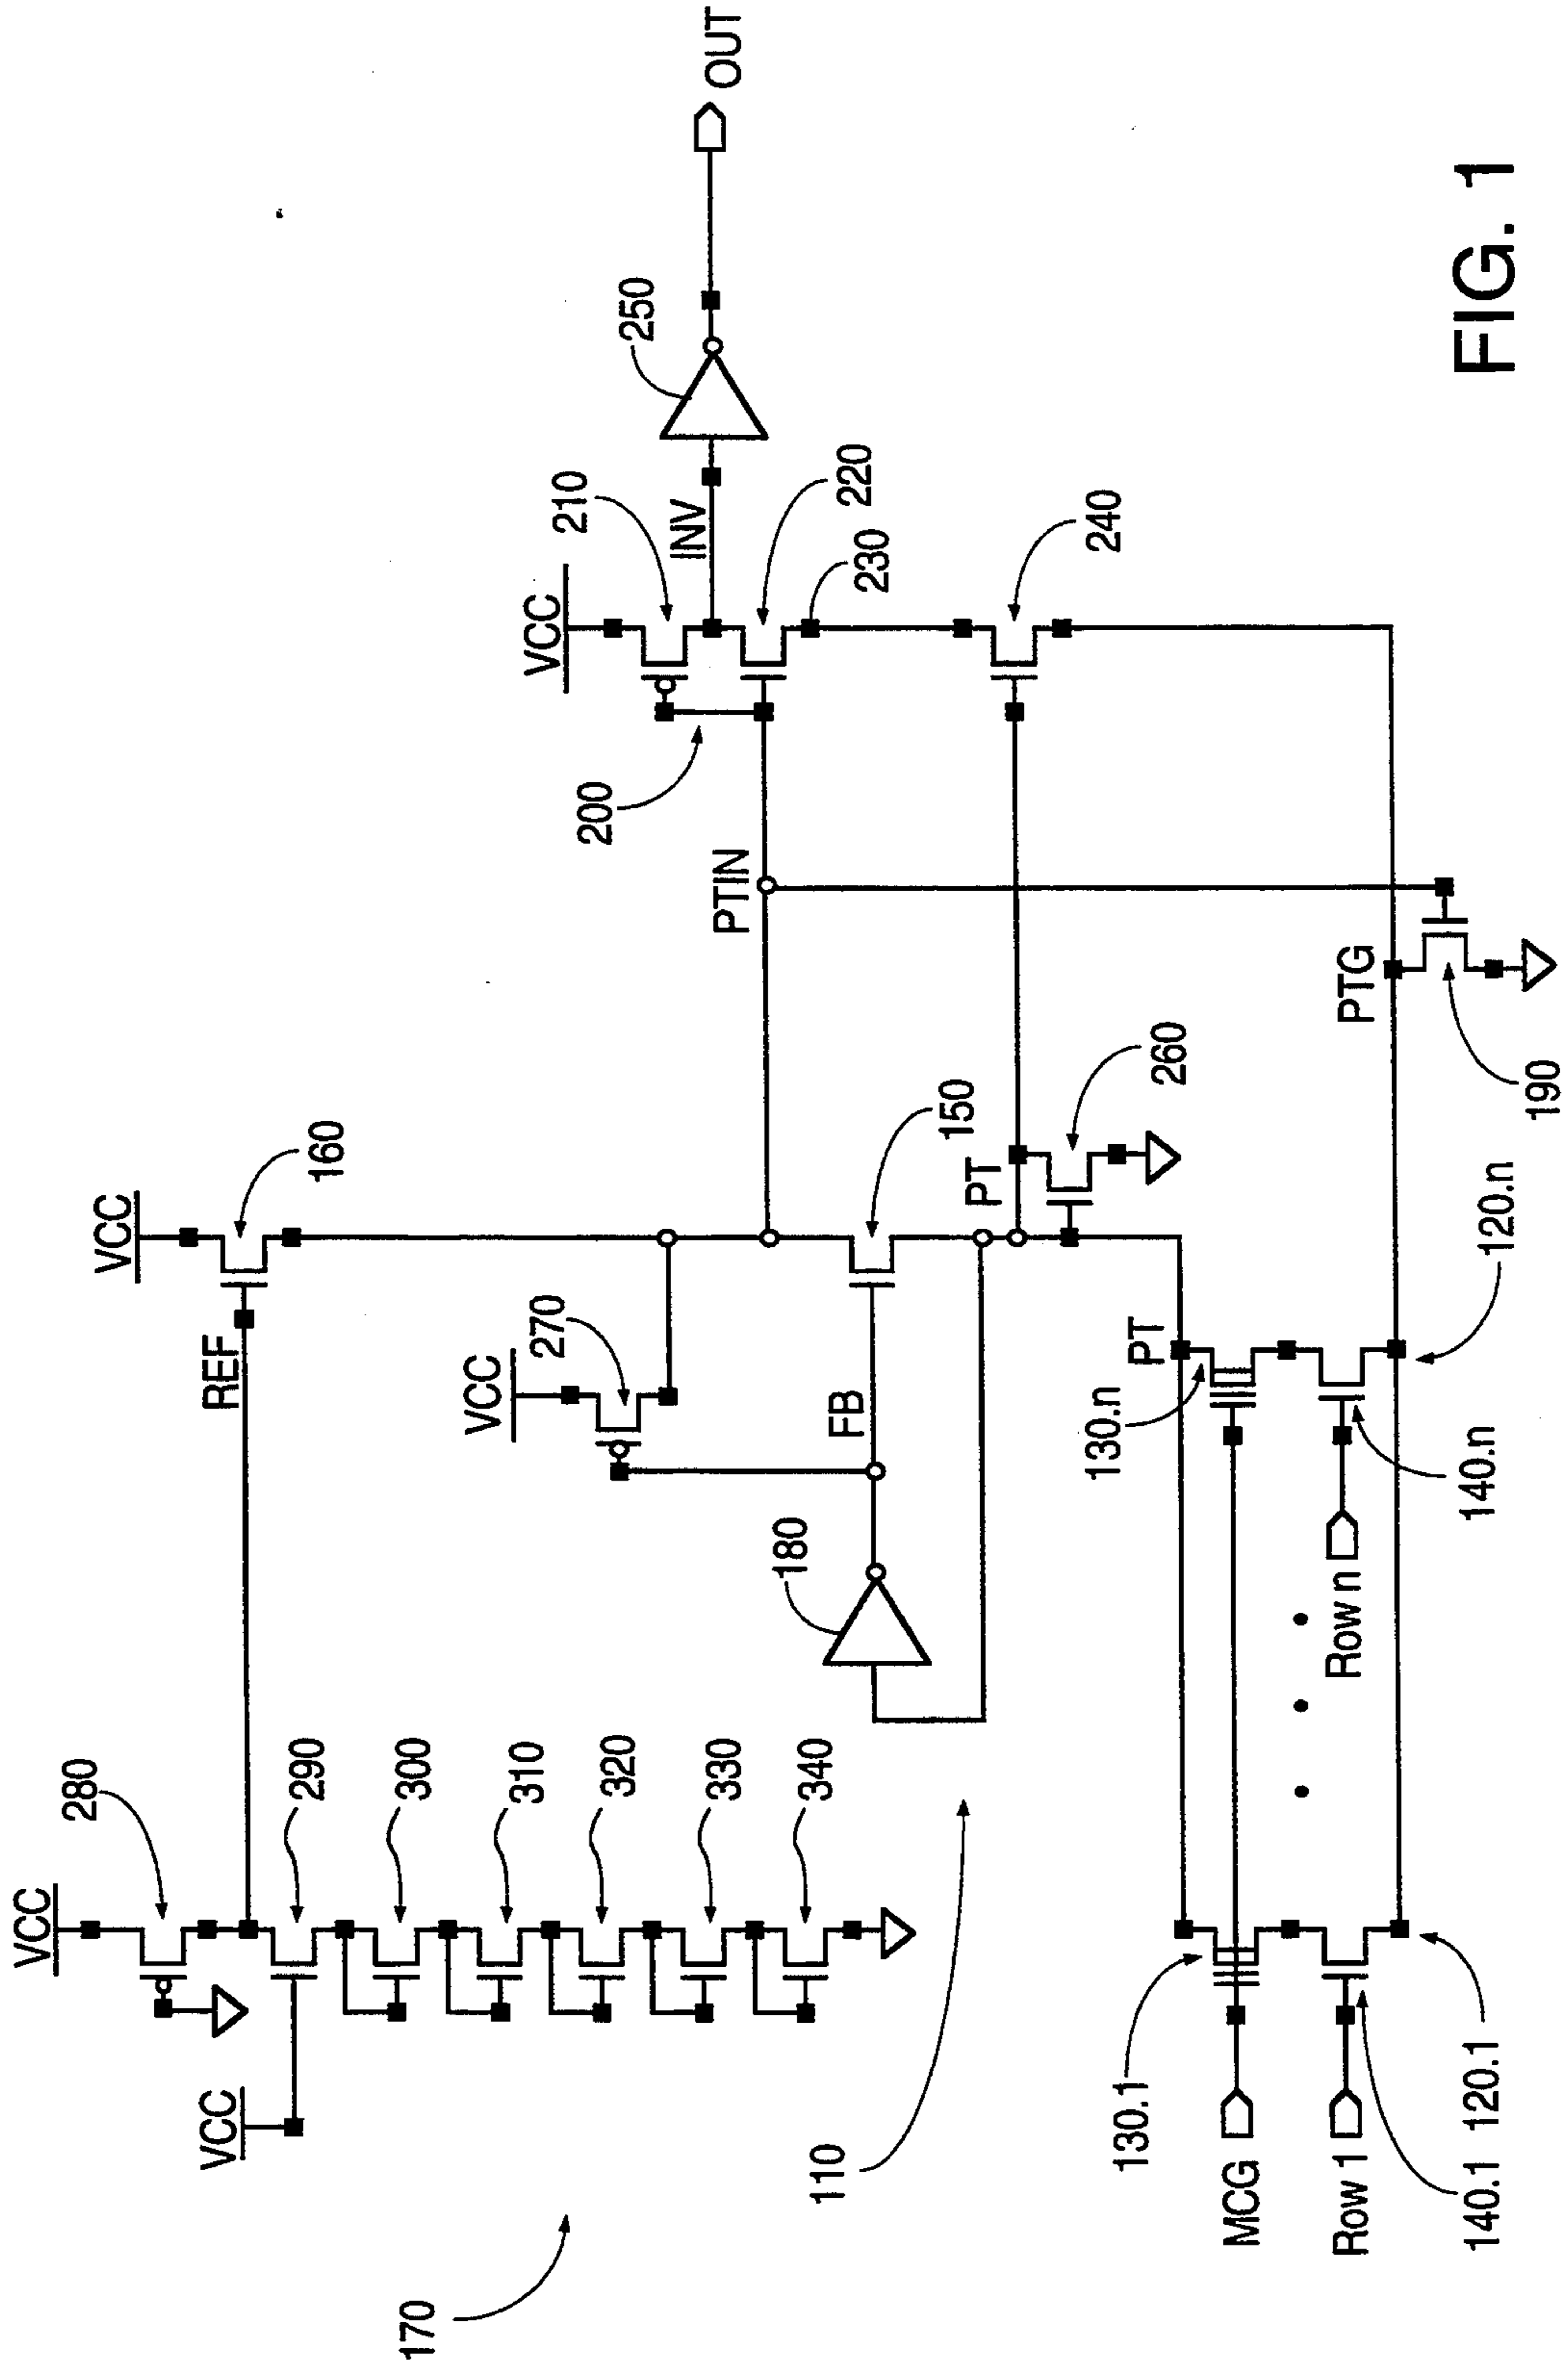 VCC
280
VCC
290
300
310
320
330
340
170
110
REF
VCC
160
VCC
270
FB
180
150
PTIN
PT
260
VCC
210
200
INV
220
230
240
250
OUT
PT
130.n
130.1
MCG
Row 1
140.1
120.1
Row n
140.n
120.n
PTG
190
FIG. 1